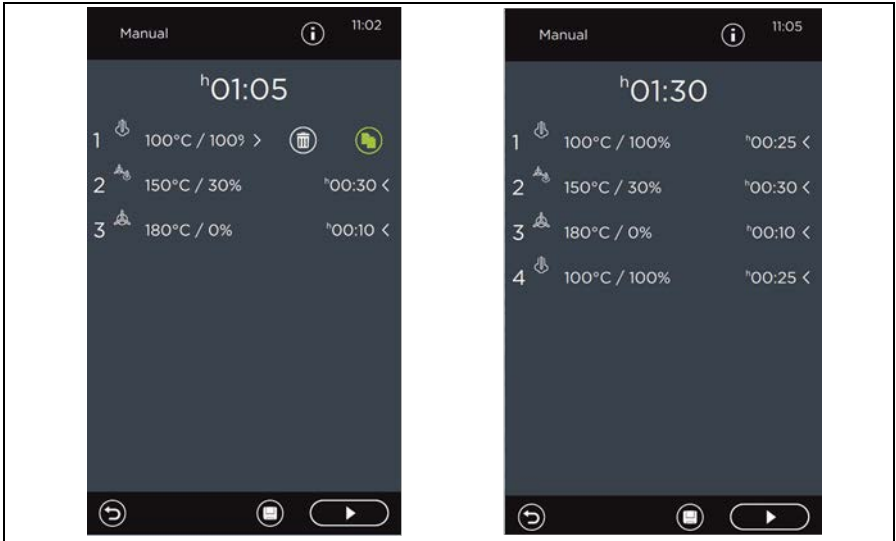 Manual
11:02
h01:05
1 100°C / 100%
2 150°C / 30% h00:30 <
3 180°C / 0% h00:10 <
Manual
11:05
h01:30
1 100°C / 100% h00:25 <
2 150°C / 30% h00:30 <
3 180°C / 0% h00:10 <
4 100°C / 100% h00:25 <